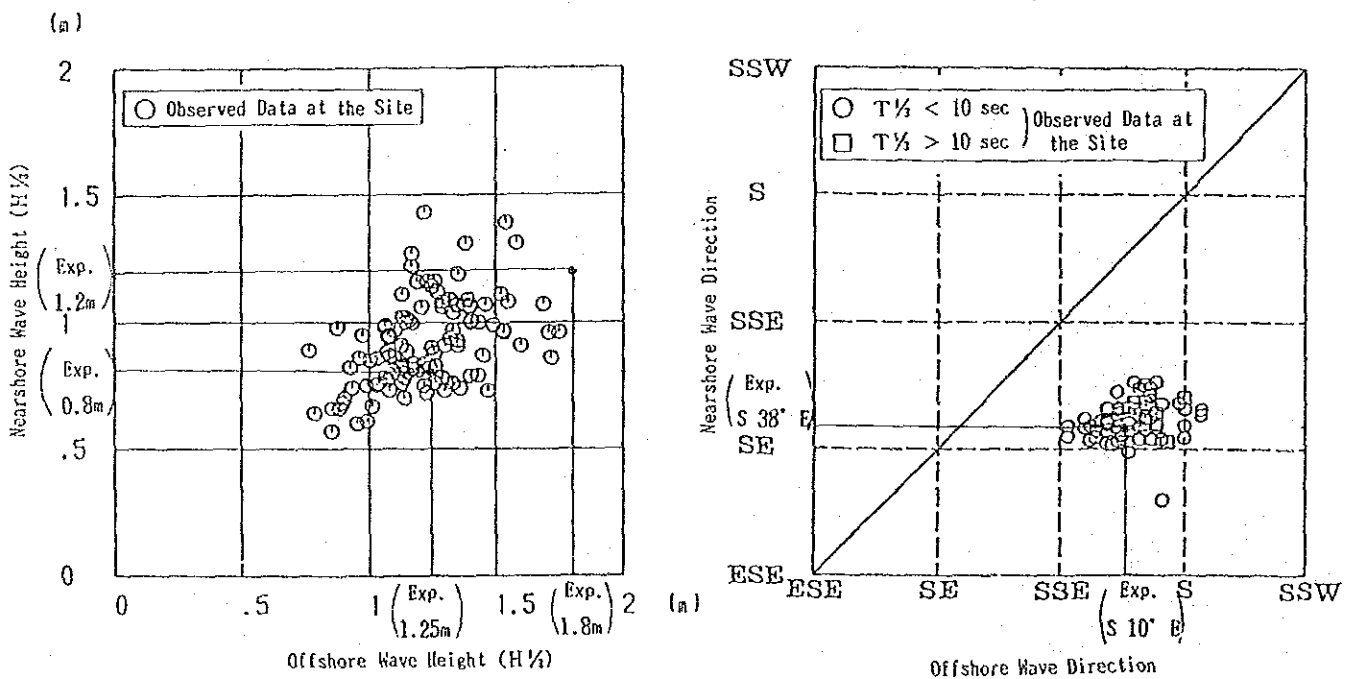 (m)
2
1.5
1
.5
0
Observed Data at the Site
Nearshore Wave Height (H⅓)
(Exp. 1.2m)
(Exp. 0.8m)
0 .5 1 (Exp. 1.25m) 1.5 (Exp. 1.8m) 2 (m)
Offshore Wave Height (H⅓)
SSW
S
SSE
SE
ESE
T⅓ < 10 sec
T⅓ > 10 sec
) Observed Data at
the Site
Nearshore Wave Direction
(Exp. S 38° E)
ESE SE SSE (Exp. S 10° E) S SSW
Offshore Wave Direction